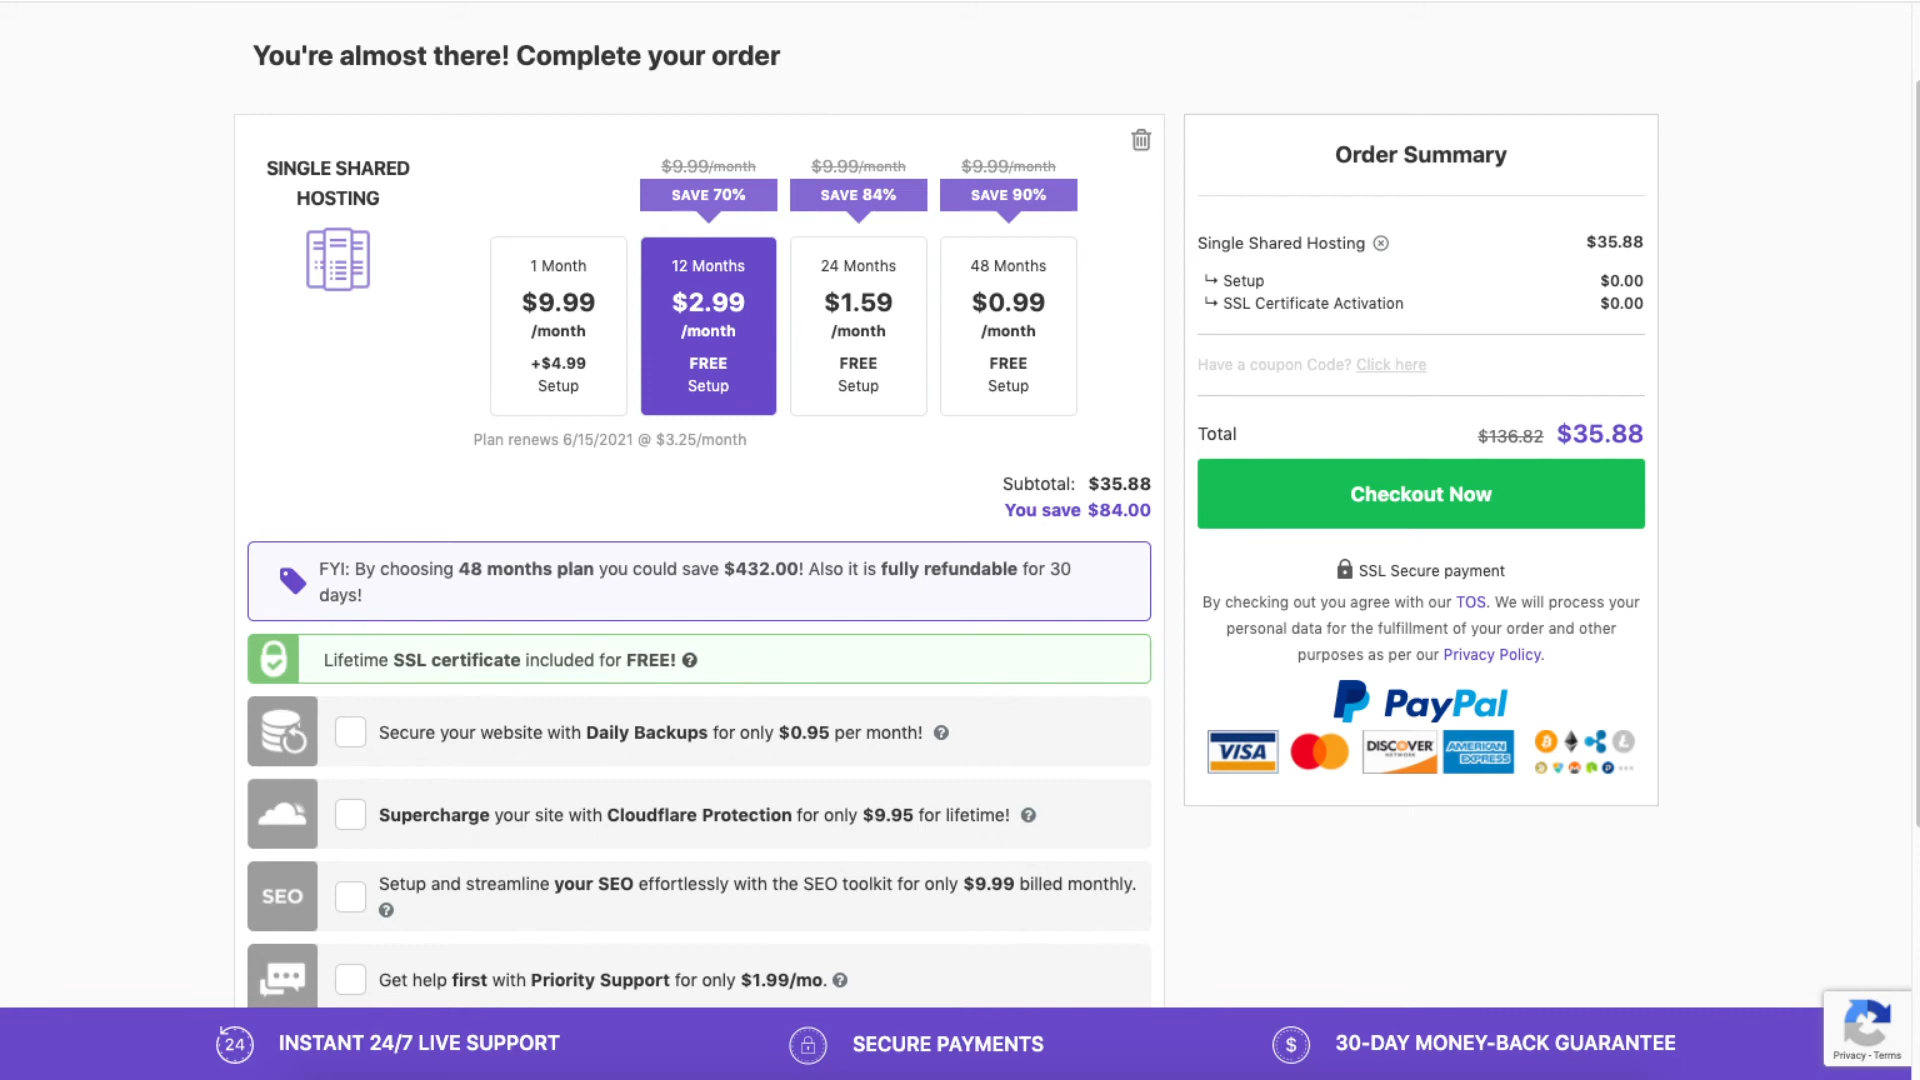 You're almost there! Complete your order
SINGLE SHARED
HOSTING
$9.99/month
SAVE 70%
$9.99/month
SAVE 84%
$9.99/month
SAVE 90%
1 Month
$9.99
/month
+$4.99
Setup
12 Months
$2.99
/month
FREE
Setup
24 Months
$1.59
/month
FREE
Setup
48 Months
$0.99
/month
FREE
Setup
Plan renews 6/15/2021 @ $3.25/month
Subtotal: $35.88
You save $84.00
FYI: By choosing 48 months plan you could save $432.00! Also it is fully refundable for 30
days!
Lifetime SSL certificate included for FREE! ?
Secure your website with Daily Backups for only $0.95 per month! ?
Supercharge your site with Cloudflare Protection for only $9.95 for lifetime! ?
SEO
Setup and streamline your SEO effortlessly with the SEO toolkit for only $9.99 billed monthly.
?
Get help first with Priority Support for only $1.99/mo. ?
Order Summary
Single Shared Hosting $35.88
Setup $0.00
SSL Certificate Activation $0.00
Have a coupon Code? Click here
Total $136.82 $35.88
Checkout Now
SSL Secure payment
By checking out you agree with our TOS. We will process your
personal data for the fulfillment of your order and other
purposes as per our Privacy Policy.
PayPal
VISA
DISCOVER
NETWORK
AMERICAN
EXPRESS
24
INSTANT 24/7 LIVE SUPPORT
SECURE PAYMENTS
$
30-DAY MONEY-BACK GUARANTEE
Privacy - Terms